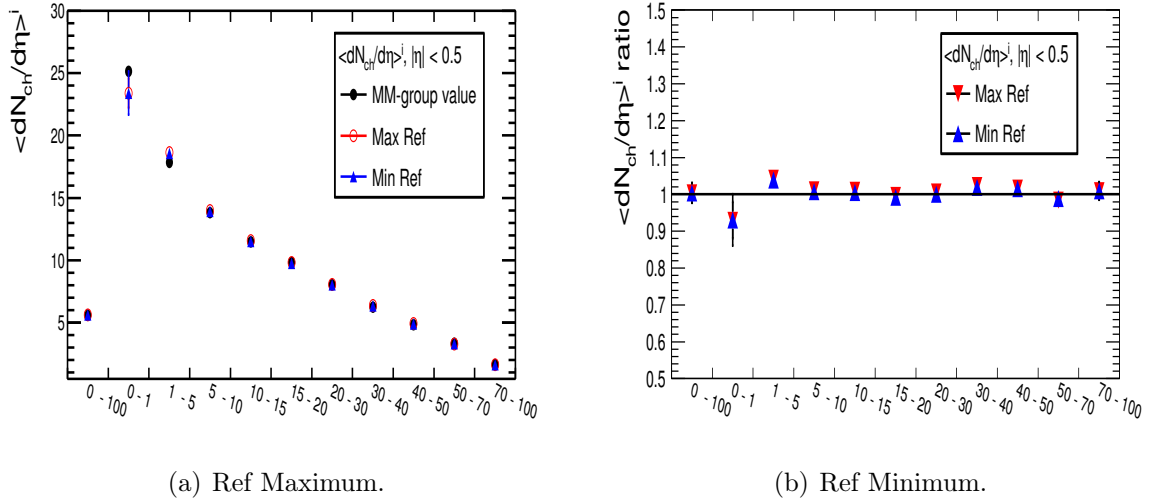 <dN_ch/dη>^i
30
25
20
15
10
5
<dN_ch/dη>^i, |η| < 0.5
MM-group value
Max Ref
Min Ref
0 - 100
0 - 1
1 - 5
5 - 10
10 - 15
15 - 20
20 - 30
30 - 40
40 - 50
50 - 70
70 - 100
(a) Ref Maximum.
<dN_ch/dη>^i ratio
1.5
1.4
1.3
1.2
1.1
1
0.9
0.8
0.7
0.6
0.5
<dN_ch/dη>^i, |η| < 0.5
Max Ref
Min Ref
0 - 100
0 - 1
1 - 5
5 - 10
10 - 15
15 - 20
20 - 30
30 - 40
40 - 50
50 - 70
70 - 100
(b) Ref Minimum.